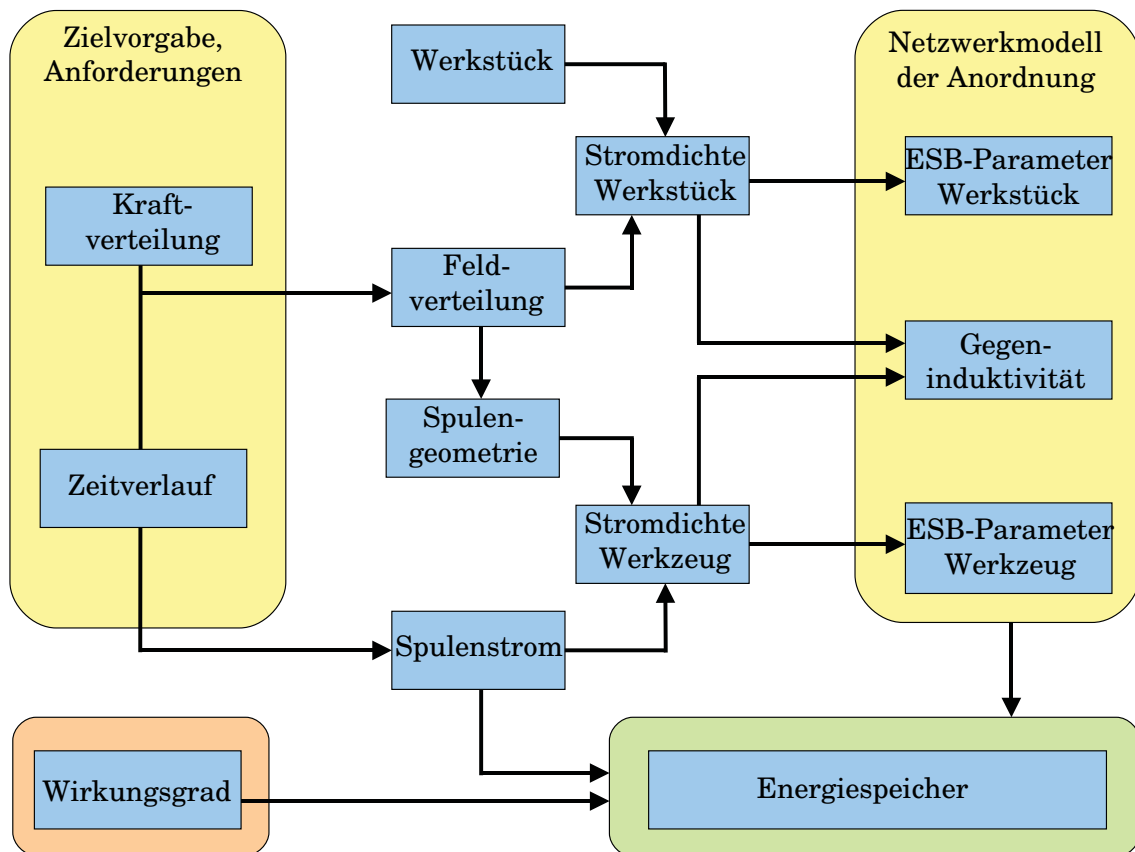 Zielvorgabe,
Anforderungen
Kraft-
verteilung
Zeitverlauf
Werkstück
Stromdichte
Werkstück
Feld-
verteilung
Spulen-
geometrie
Stromdichte
Werkzeug
Spulenstrom
Netzwerkmodell
der Anordnung
ESB-Parameter
Werkstück
Gegen-
induktivität
ESB-Parameter
Werkzeug
Wirkungsgrad
Energiespeicher